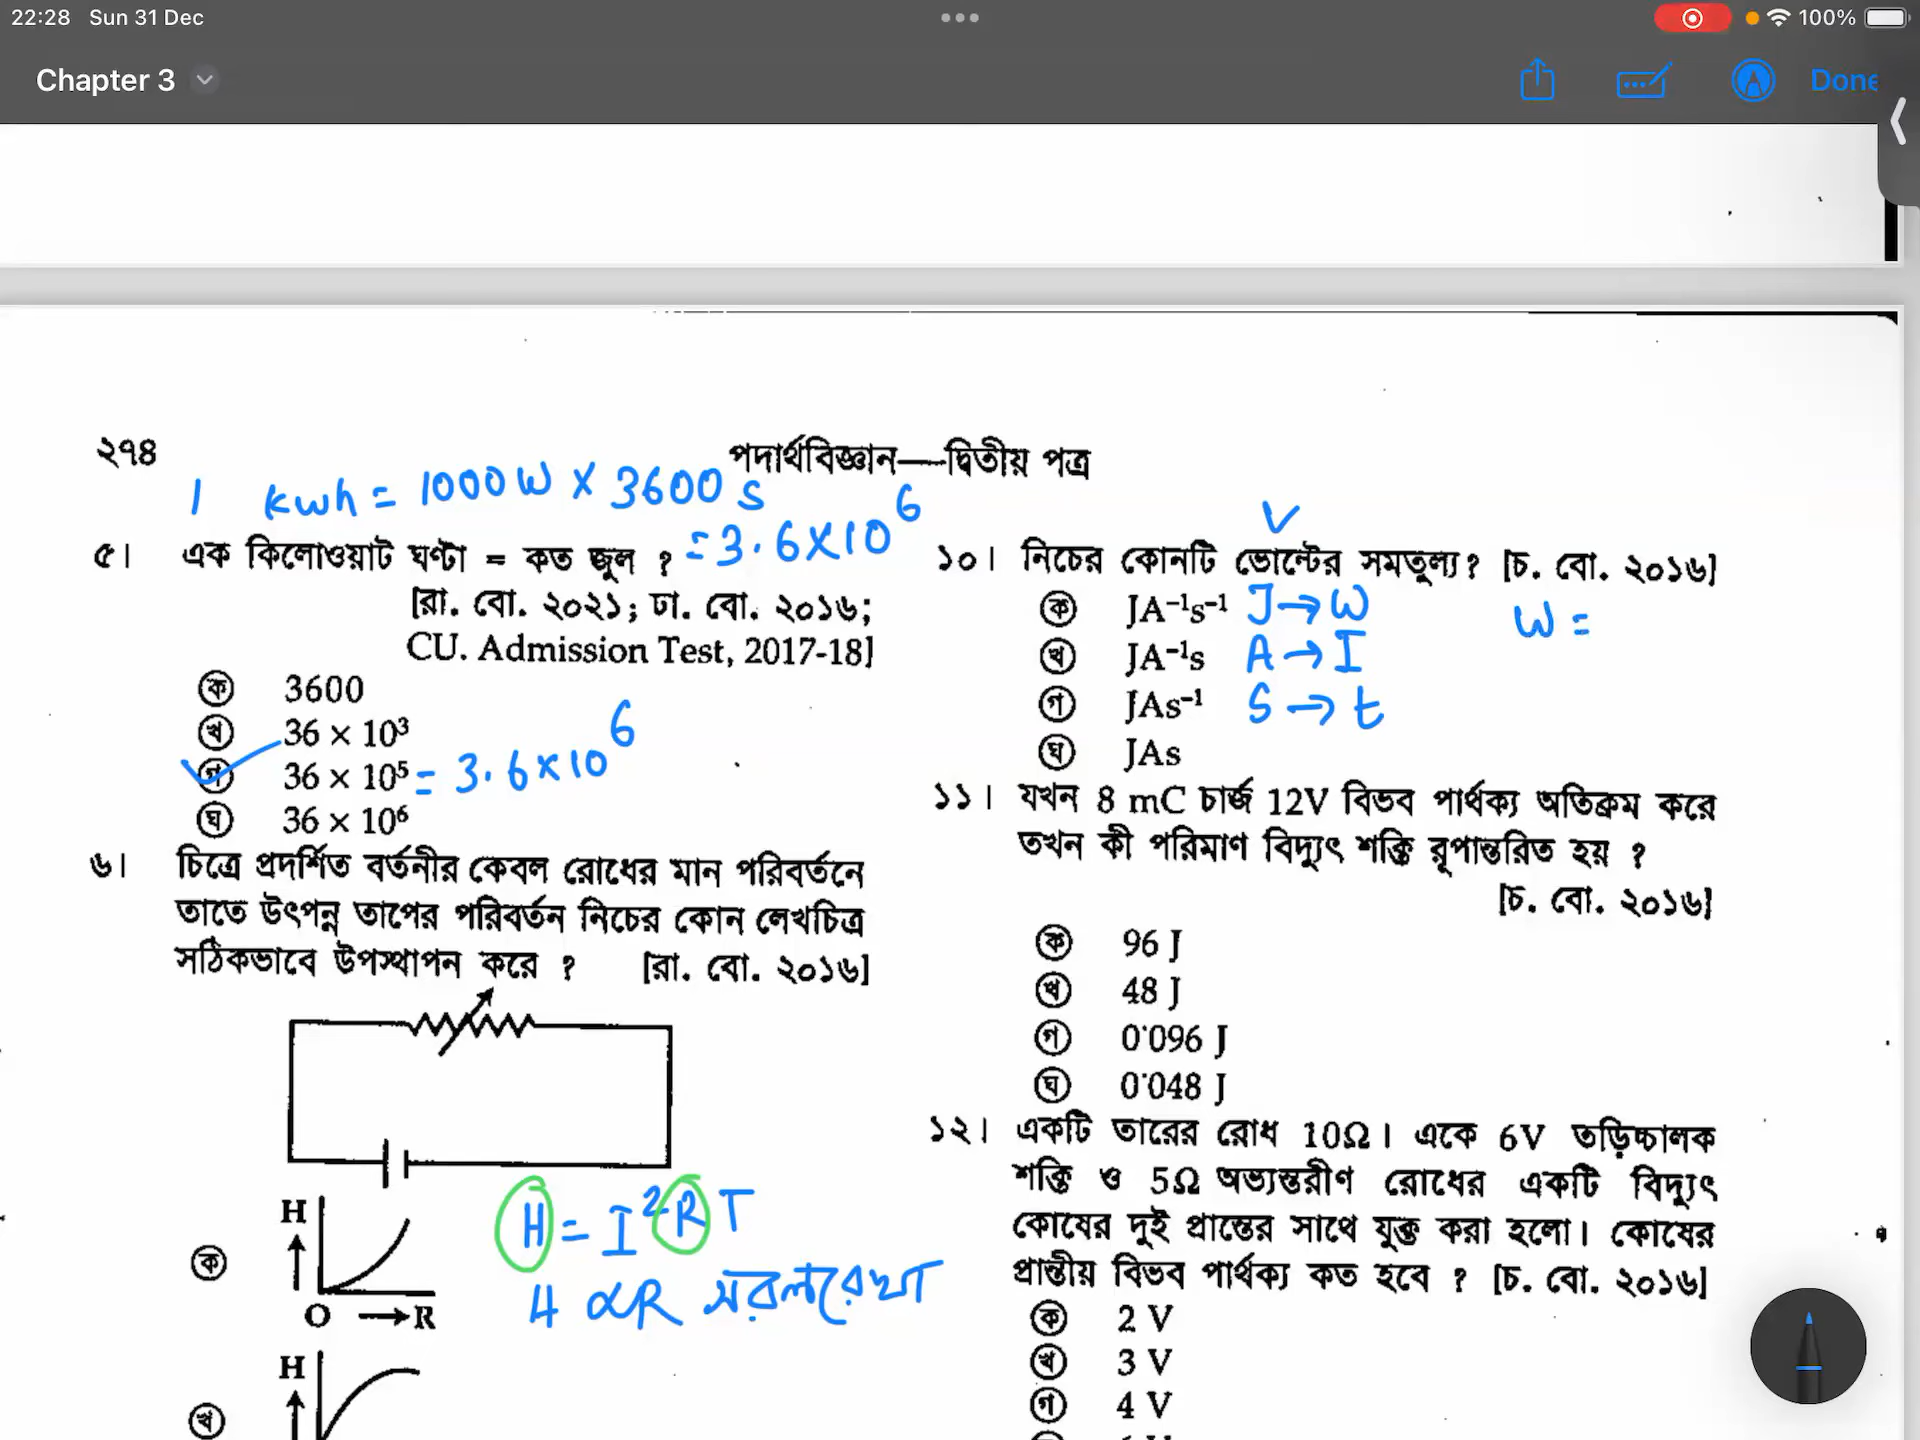 22:28 Sun 31 Dec
100%
Chapter 3
Done
২৭৪
পদার্থবিজ্ঞান—দ্বিতীয় পত্র
1 kwh = 1000W × 3600 s
= 3.6×10⁶
৫। এক কিলোওয়াট ঘণ্টা = কত জুল ?
[রা. বো. ২০২১; ঢা. বো. ২০১৬;
CU. Admission Test, 2017-18]
ক 3600
খ 36 × 10³
গ 36 × 10⁵ = 3.6×10⁶
ঘ 36 × 10⁶
৬। চিত্রে প্রদর্শিত বর্তনীর কেবল রোধের মান পরিবর্তনে
তাতে উৎপন্ন তাপের পরিবর্তন নিচের কোন লেখচিত্র
সঠিকভাবে উপস্থাপন করে ? [রা. বো. ২০১৬]
H = I²RT
H ∝R সরলরেখা
ক
H
O → R
খ
H
V
১০। নিচের কোনটি ভোল্টের সমতুল্য? [চ. বো. ২০১৬]
ক JA⁻¹s⁻¹ J → W
W =
খ JA⁻¹s A → I
গ JAs⁻¹ S → t
ঘ JAs
১১। যখন 8 mC চার্জ 12V বিভব পার্থক্য অতিক্রম করে
তখন কী পরিমাণ বিদ্যুৎ শক্তি রূপান্তরিত হয় ?
[চ. বো. ২০১৬]
ক 96 J
খ 48 J
গ 0·096 J
ঘ 0·048 J
১২। একটি তারের রোধ 10Ω। একে 6V তড়িচ্চালক
শক্তি ও 5Ω অভ্যন্তরীণ রোধের একটি বিদ্যুৎ
কোষের দুই প্রান্তের সাথে যুক্ত করা হলো। কোষের
প্রান্তীয় বিভব পার্থক্য কত হবে ? [চ. বো. ২০১৬]
ক 2 V
খ 3 V
গ 4 V